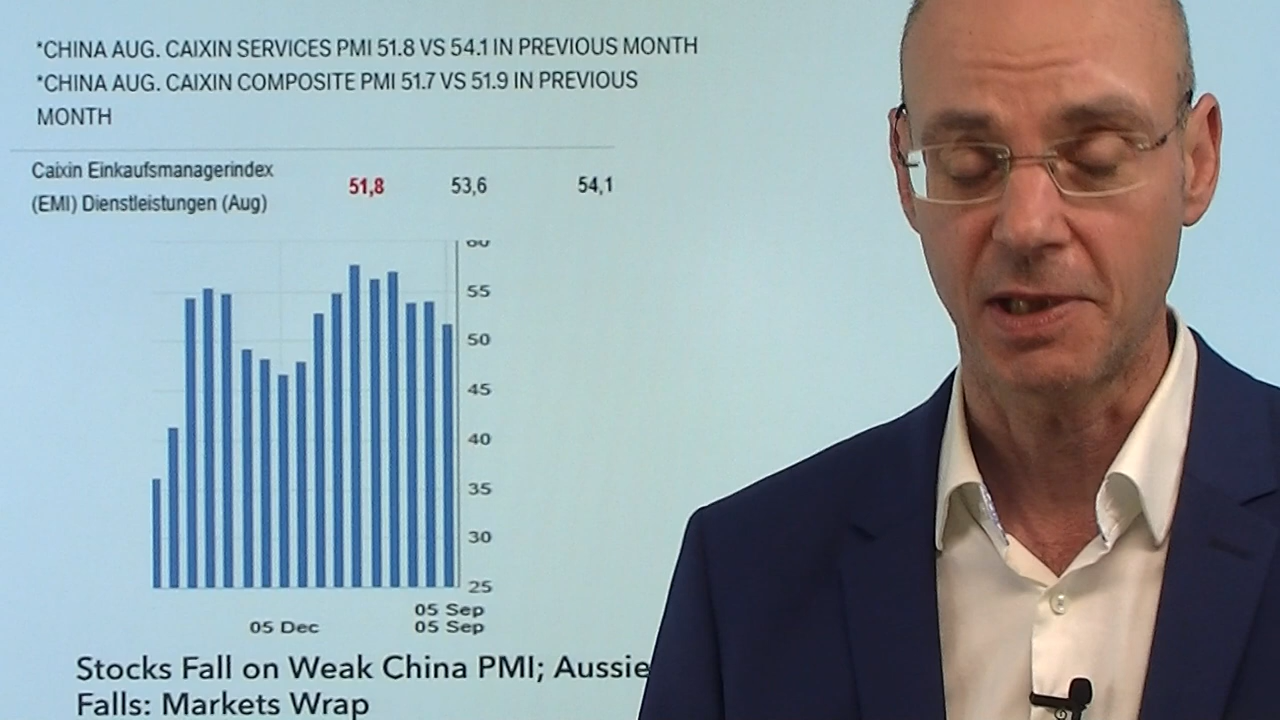 *CHINA AUG. CAIXIN SERVICES PMI 51.8 VS 54.1 IN PREVIOUS MONTH
*CHINA AUG. CAIXIN COMPOSITE PMI 51.7 VS 51.9 IN PREVIOUS
MONTH
Caixin Einkaufsmanagerindex
(EMI) Dienstleistungen (Aug) 51,8 53,6 54,1
60
55
50
45
40
35
30
25
05 Sep
05 Dec 05 Sep
Stocks Fall on Weak China PMI; Aussie
Falls: Markets Wrap